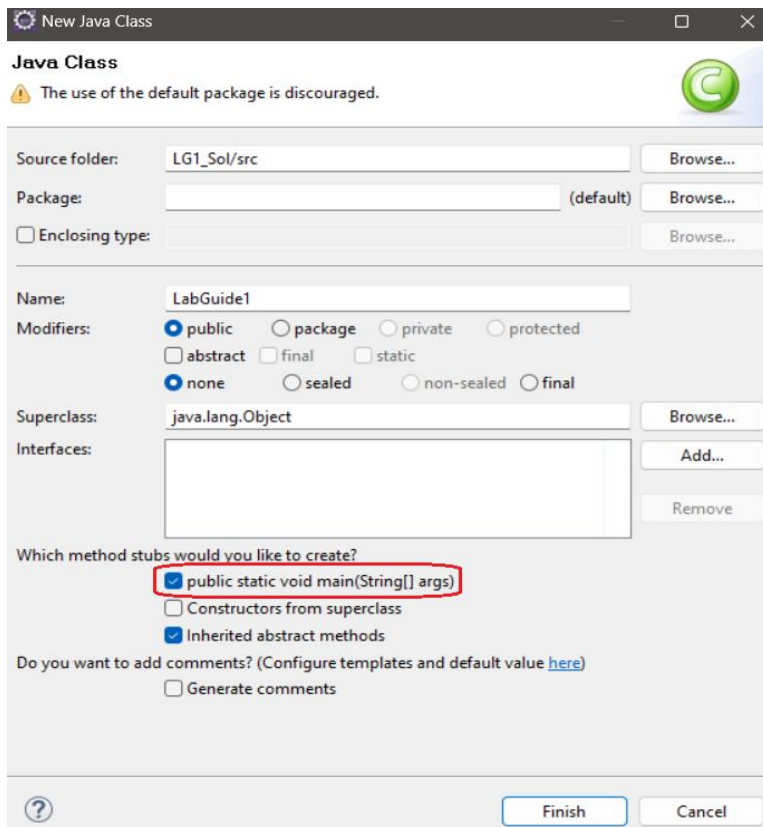 New Java Class
Java Class
The use of the default package is discouraged.
Source folder: LG1_Sol/src Browse...
Package: (default) Browse...
Enclosing type: Browse...
Name: LabGuide1
Modifiers: public package private protected
abstract final static
none sealed non-sealed final
Superclass: java.lang.Object Browse...
Interfaces: Add...
Remove
Which method stubs would you like to create?
public static void main(String[] args)
Constructors from superclass
Inherited abstract methods
Do you want to add comments? (Configure templates and default value here)
Generate comments
? Finish Cancel